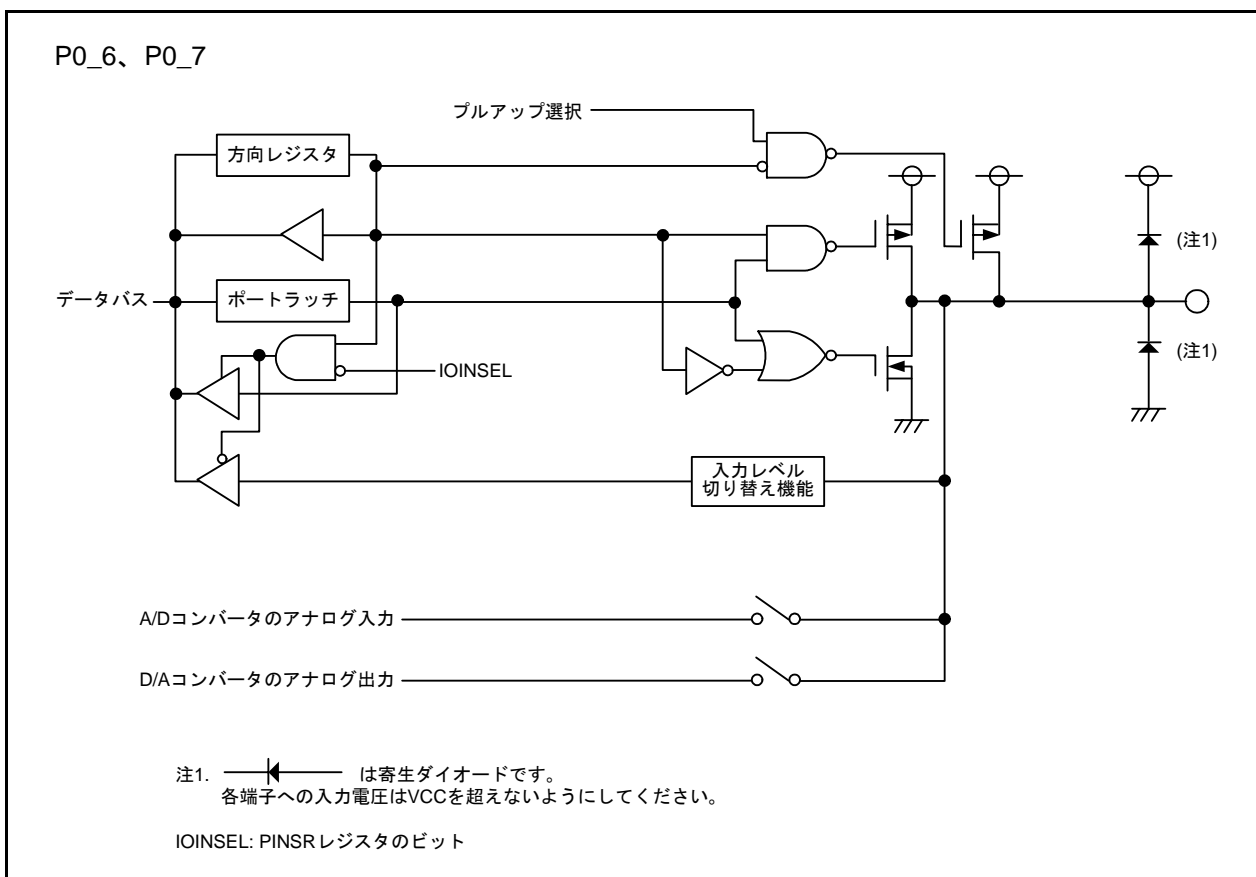 P0_6、P0_7
プルアップ選択
方向レジスタ
(注1)
データバス
ポートラッチ
(注1)
IOINSEL
入力レベル
切り替え機能
A/Dコンバータのアナログ入力
D/Aコンバータのアナログ出力
注1. は寄生ダイオードです。
各端子への入力電圧はVCCを超えないようにしてください。
IOINSEL: PINSRレジスタのビット